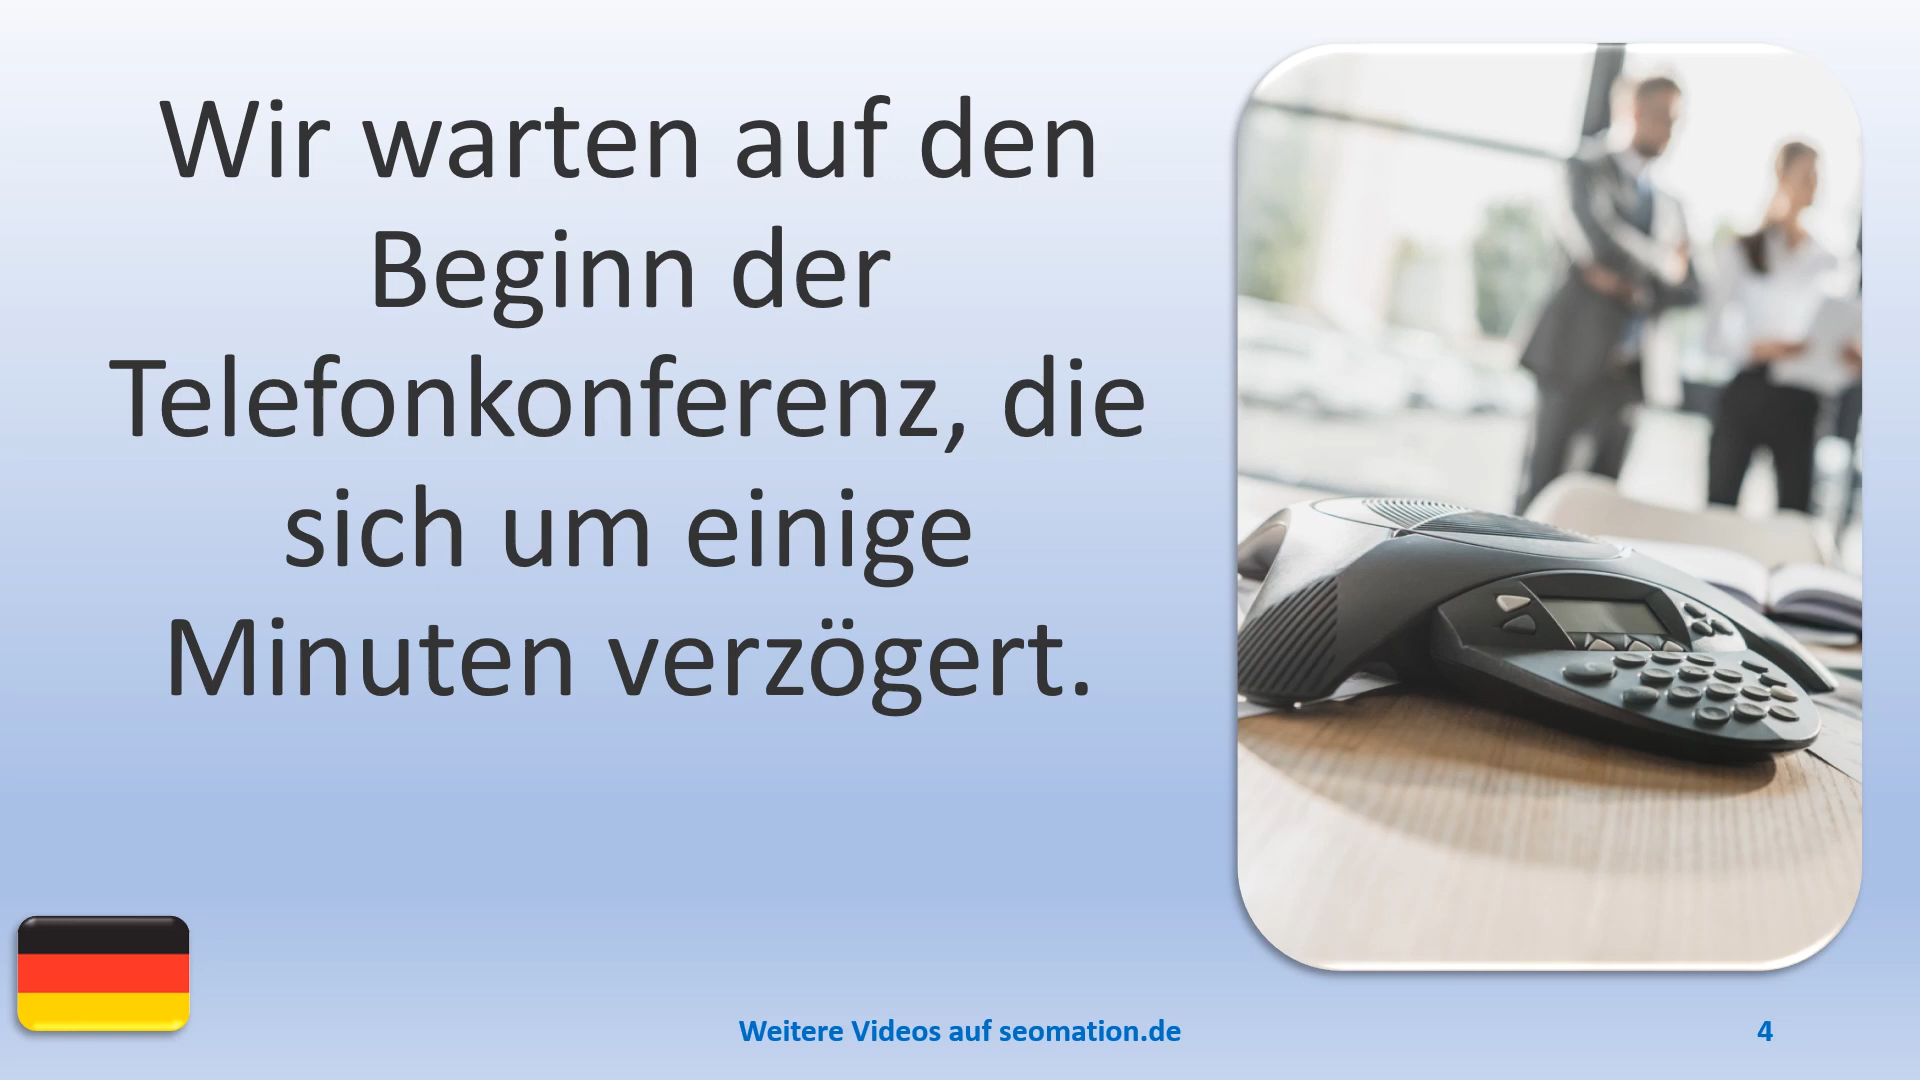 Wir warten auf den
Beginn der
Telefonkonferenz, die
sich um einige
Minuten verzögert.
Weitere Videos auf seomation.de
4